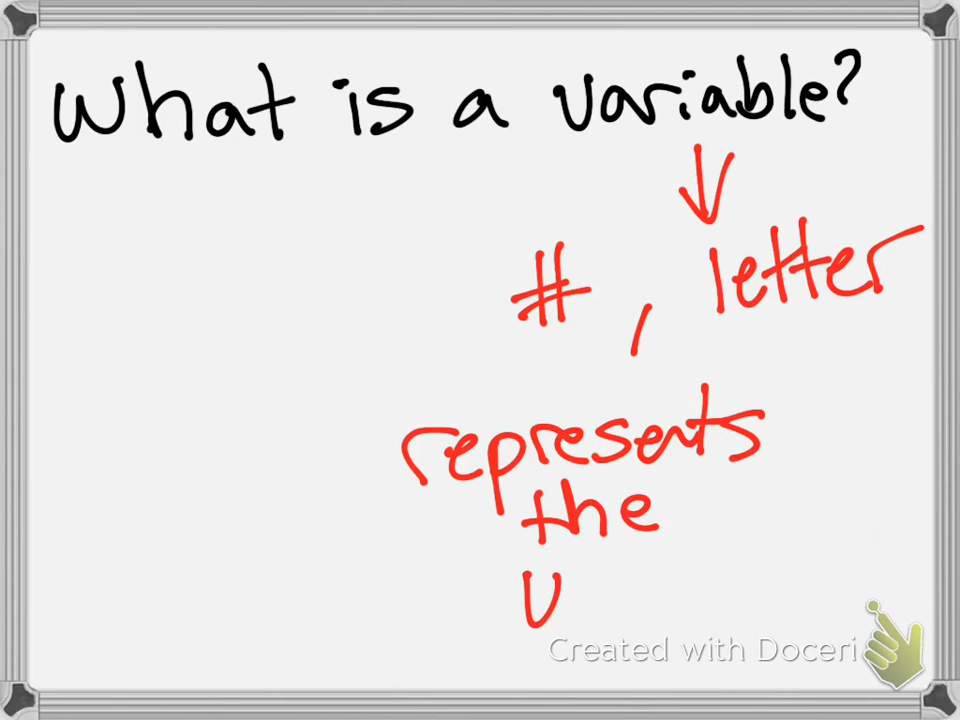 What is a variable?
#, letter
represents
the
U
Created with Doceri